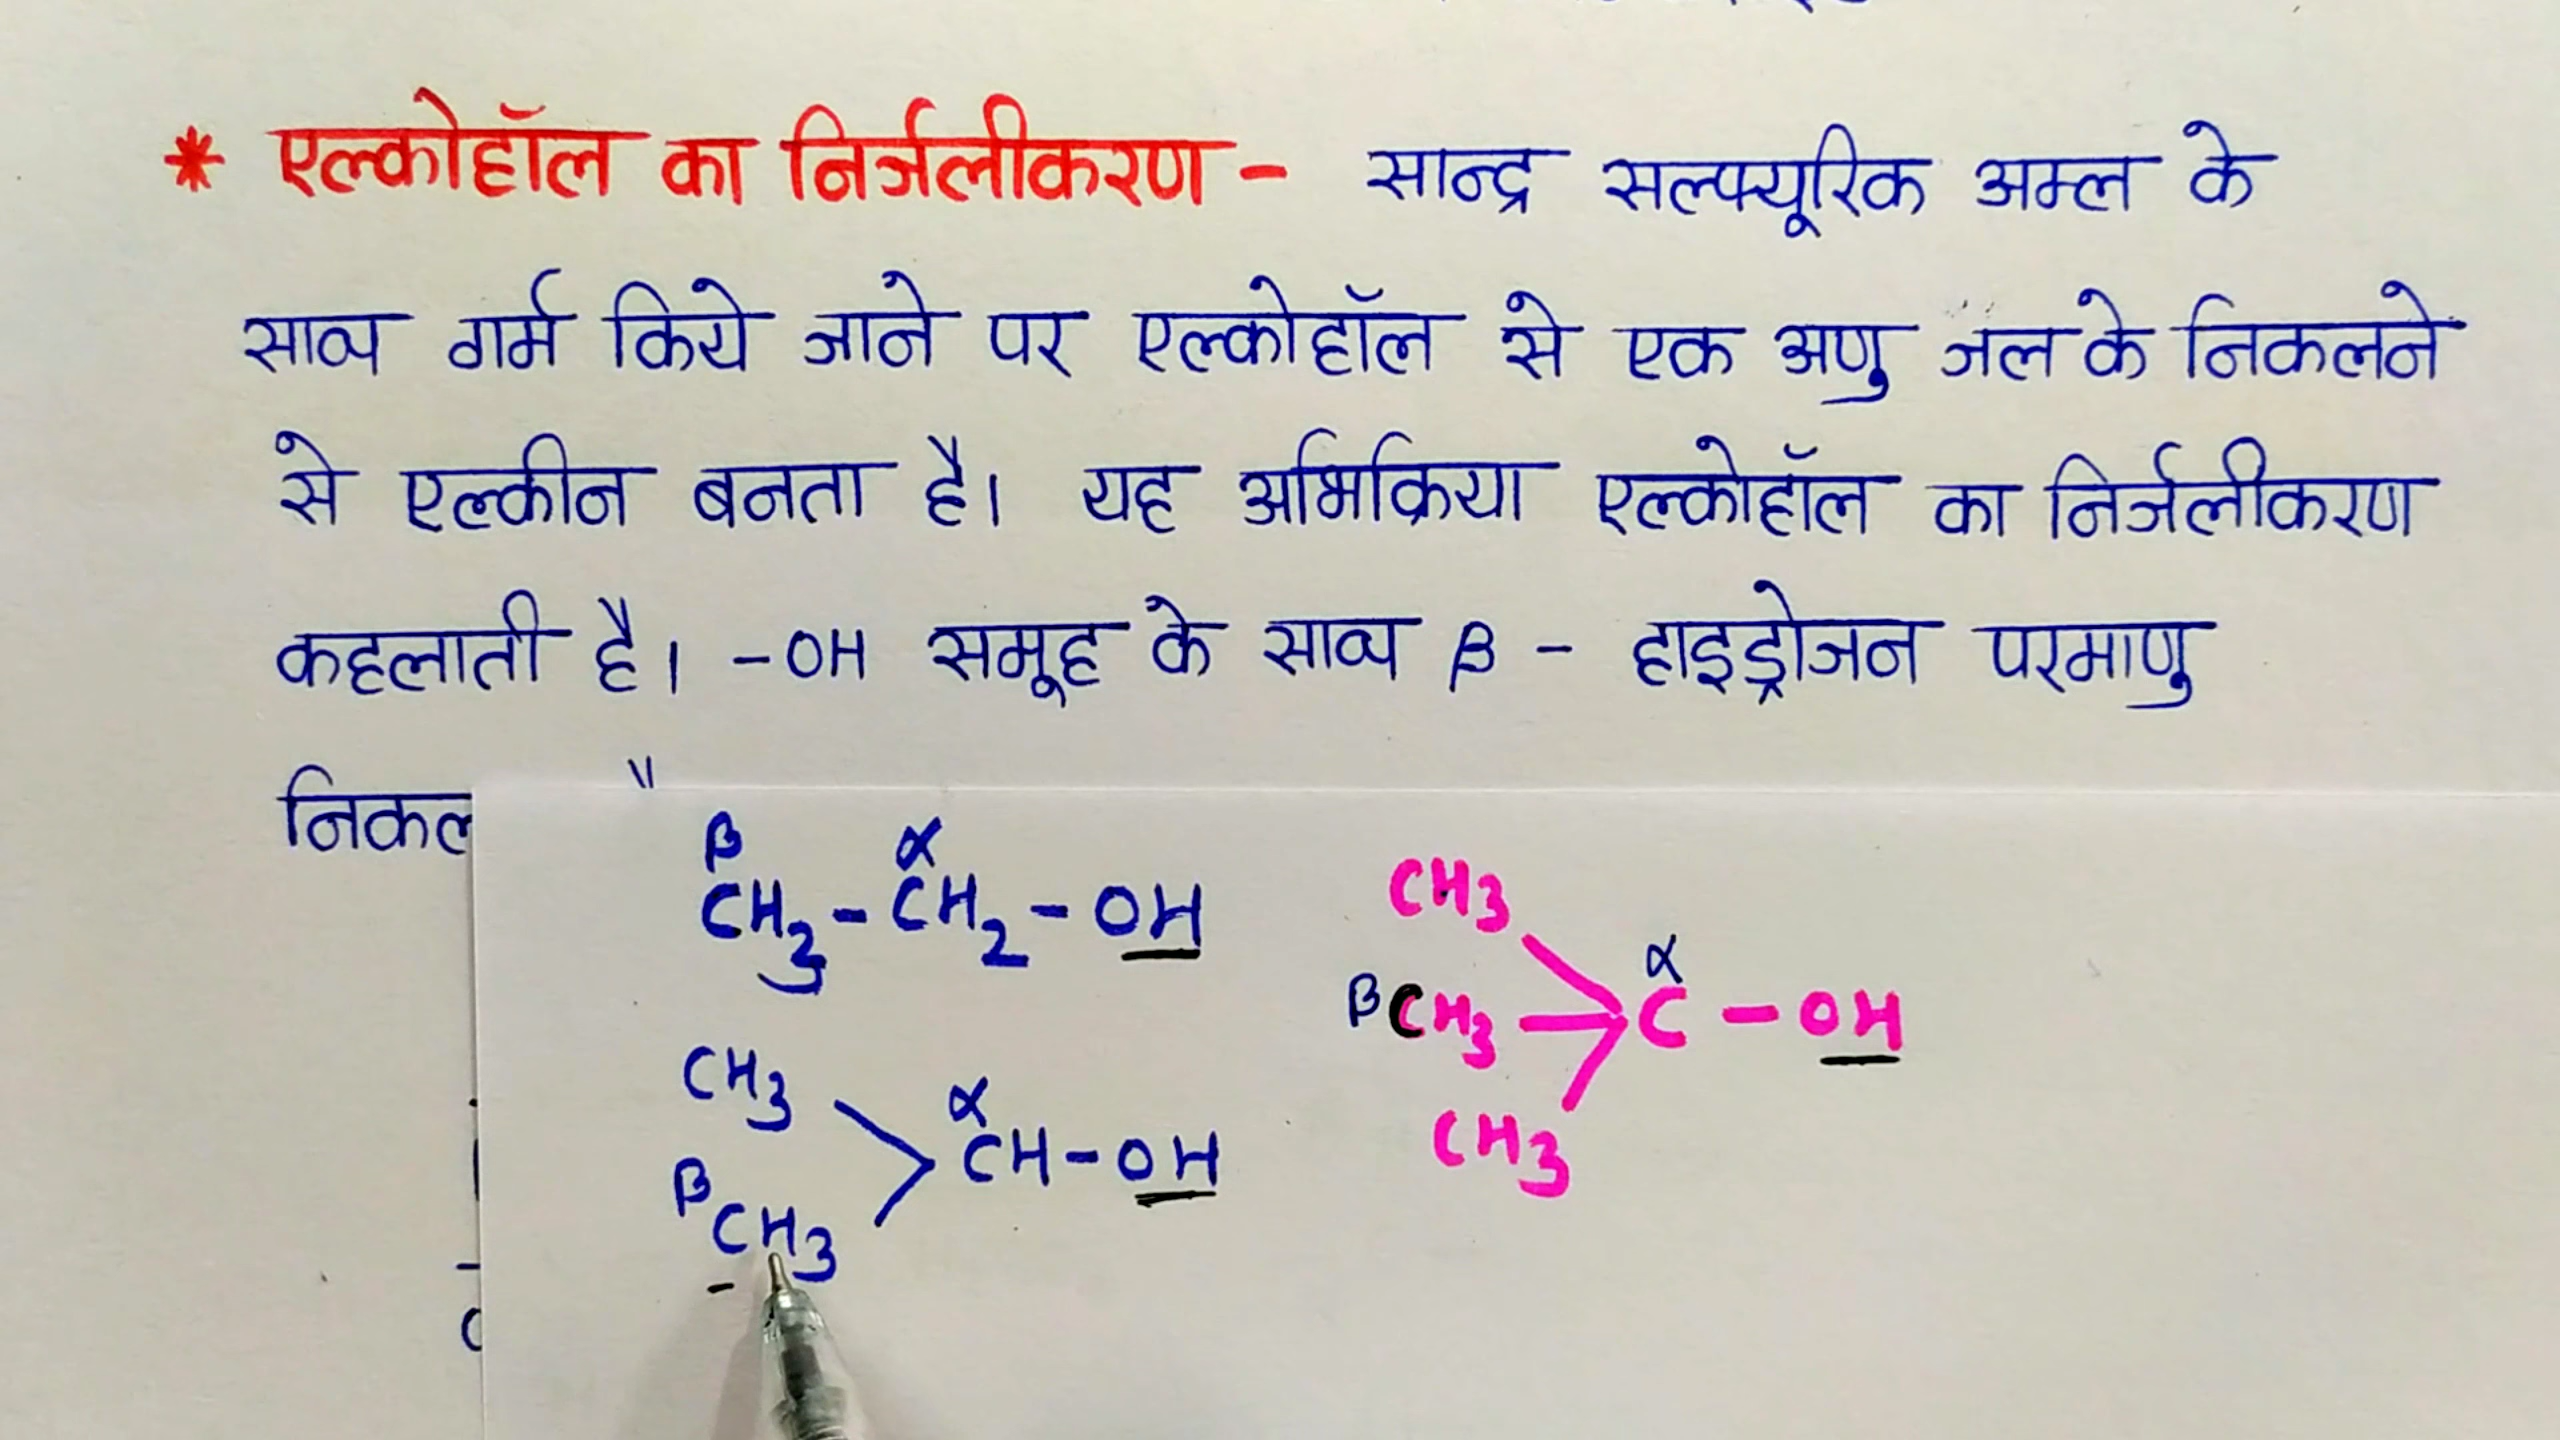 * एल्कोहॉल का निर्जलीकरण - सान्द्र सल्फ्यूरिक अम्ल के
साथ गर्म किये जाने पर एल्कोहॉल से एक अणु जल के निकलने
से एल्कीन बनता है। यह अभिक्रिया एल्कोहॉल का निर्जलीकरण
कहलाती है। -OH समूह के साथ β - हाइड्रोजन परमाणु
निकल
β α
CH3 - CH2 - OH
CH3
α
CH - OH
β CH3
CH3
α
β CH3 C - OH
CH3